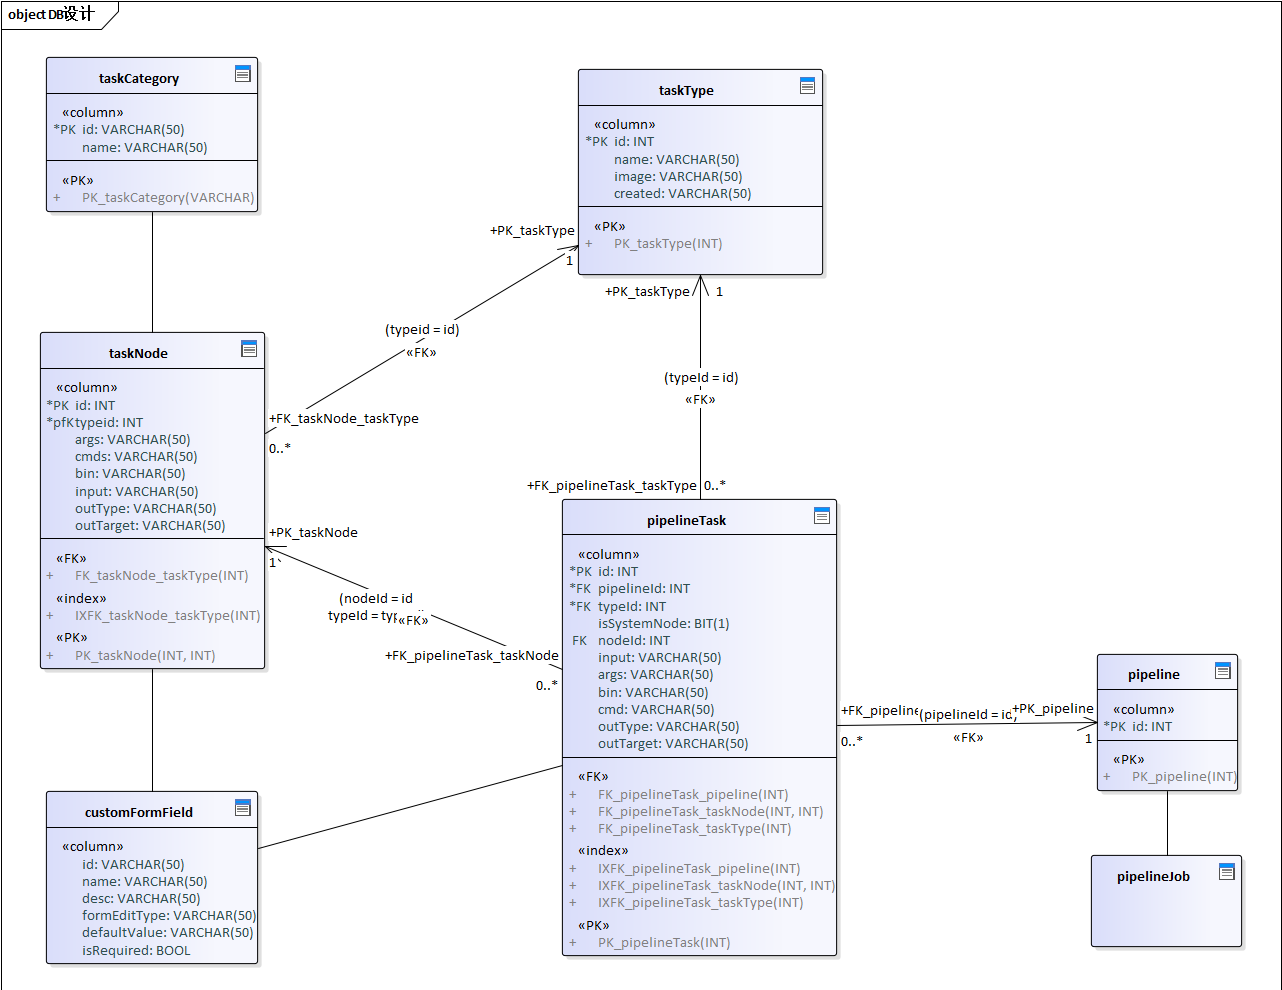 object DB设计
taskCategory
«column»
*PK id: VARCHAR(50)
name: VARCHAR(50)
«PK»
+ PK_taskCategory(VARCHAR)
taskType
«column»
*PK id: INT
name: VARCHAR(50)
image: VARCHAR(50)
created: VARCHAR(50)
«PK»
+ PK_taskType(INT)
+PK_taskType
1
(typeid = id)
«FK»
+FK_taskNode_taskType
0..*
+PK_taskType
1
(typeId = id)
«FK»
+FK_pipelineTask_taskType
0..*
taskNode
«column»
*PK id: INT
*pfK typeid: INT
args: VARCHAR(50)
cmds: VARCHAR(50)
bin: VARCHAR(50)
input: VARCHAR(50)
outType: VARCHAR(50)
outTarget: VARCHAR(50)
«FK»
+ FK_taskNode_taskType(INT)
«index»
+ IXFK_taskNode_taskType(INT)
«PK»
+ PK_taskNode(INT, INT)
+PK_taskNode
1
(nodeId = id
typeId =
«FK»
+FK_pipelineTask_taskNode
0..*
pipelineTask
«column»
*PK id: INT
*FK pipelineId: INT
*FK typeId: INT
isSystemNode: BIT(1)
FK nodeId: INT
input: VARCHAR(50)
args: VARCHAR(50)
bin: VARCHAR(50)
cmd: VARCHAR(50)
outType: VARCHAR(50)
outTarget: VARCHAR(50)
«FK»
+ FK_pipelineTask_pipeline(INT)
+ FK_pipelineTask_taskNode(INT, INT)
+ FK_pipelineTask_taskType(INT)
«index»
+ IXFK_pipelineTask_pipeline(INT)
+ IXFK_pipelineTask_taskNode(INT, INT)
+ IXFK_pipelineTask_taskType(INT)
«PK»
+ PK_pipelineTask(INT)
+FK_pipeline
0..*
(pipelineId = id)
«FK»
+PK_pipeline
1
pipeline
«column»
*PK id: INT
«PK»
+ PK_pipeline(INT)
pipelineJob
customFormField
«column»
id: VARCHAR(50)
name: VARCHAR(50)
desc: VARCHAR(50)
formEditType: VARCHAR(50)
defaultValue: VARCHAR(50)
isRequired: BOOL